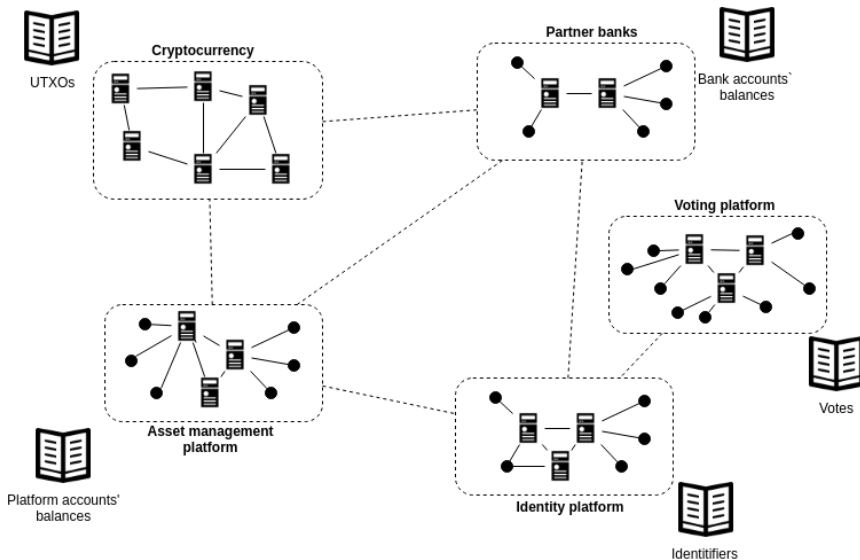 Cryptocurrency
UTXOs
Partner banks
Bank accounts`
balances
Voting platform
Votes
Asset management
platform
Platform accounts'
balances
Identity platform
Identitifiers